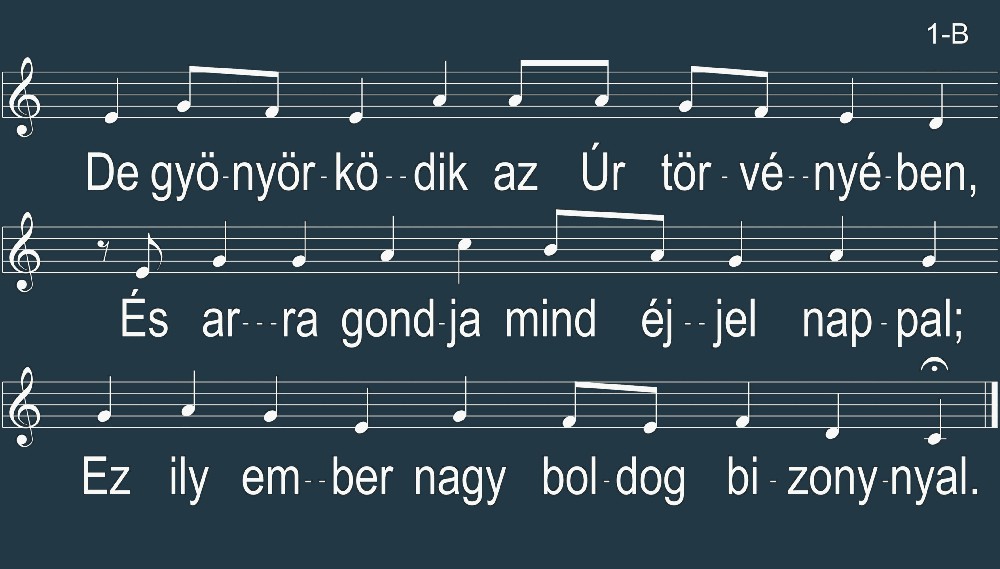 1-B
De gyö-nyör-kö--dik az Úr tör-vé--nyé-ben,
És ar---ra gond-ja mind éj--jel nap-pal;
Ez ily em--ber nagy bol-dog bi-zony-nyal.